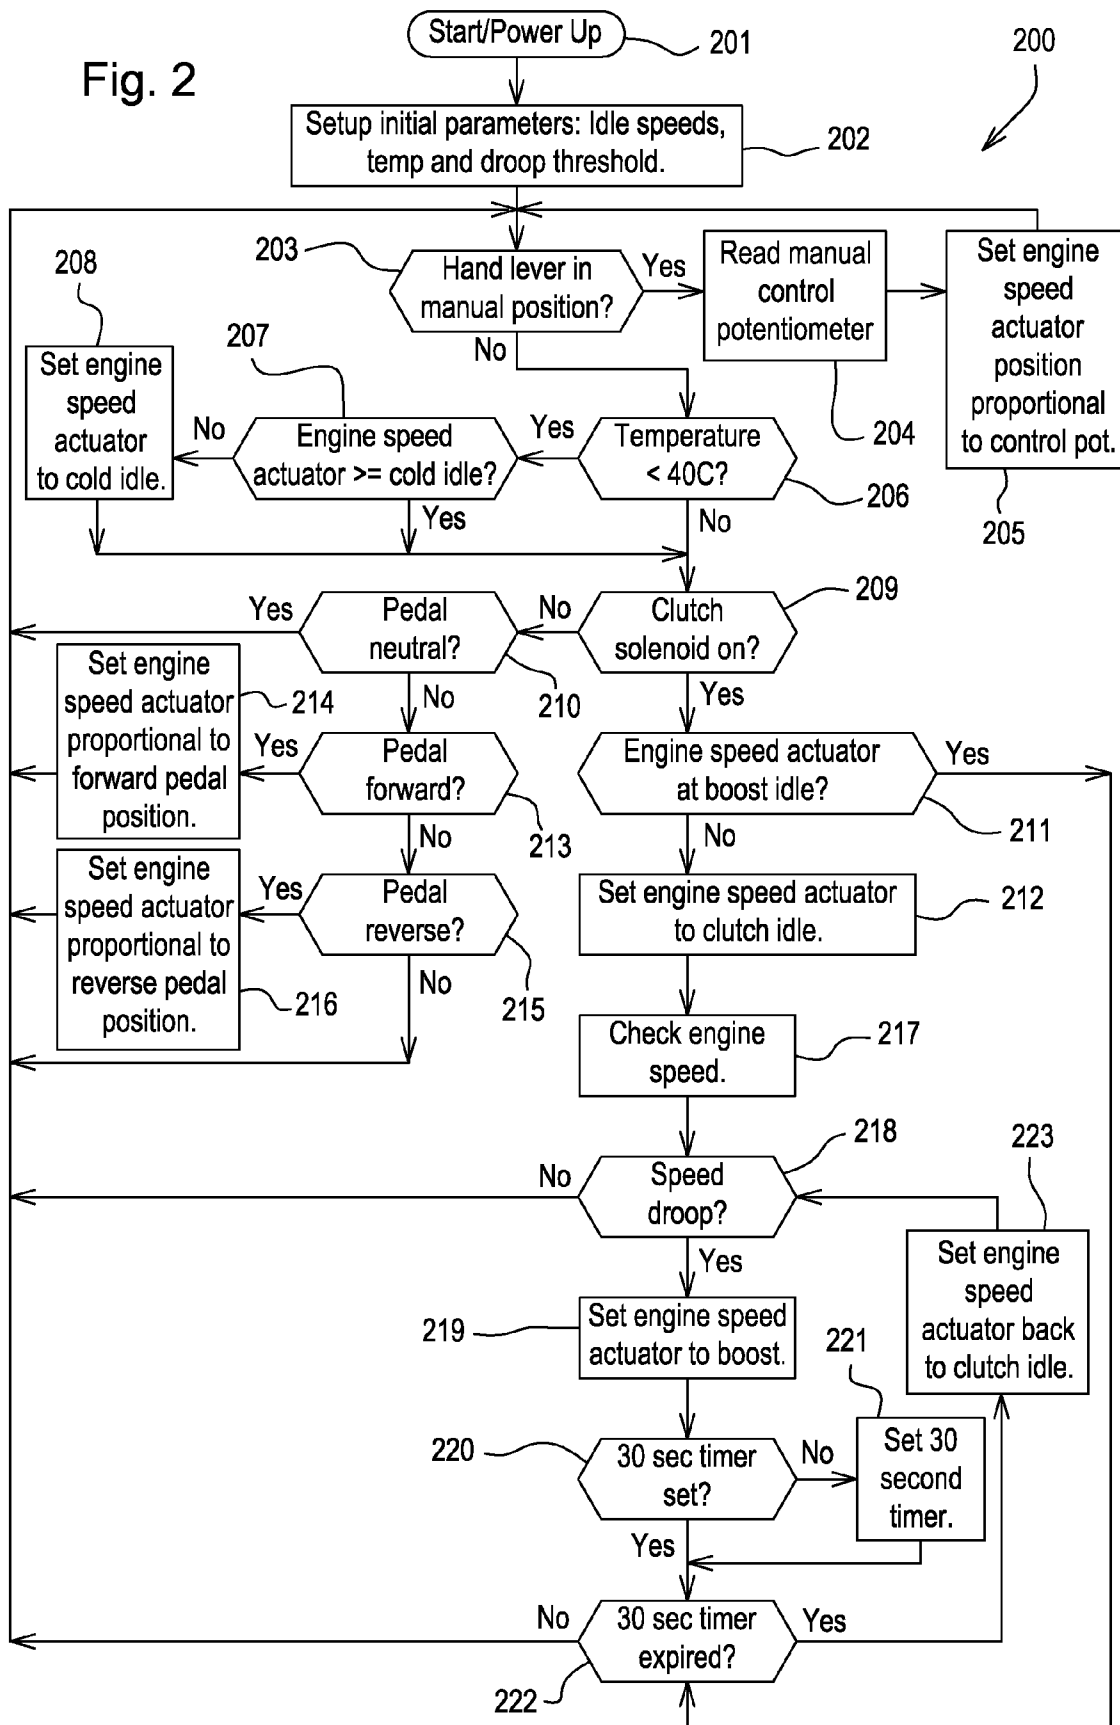 Fig. 2
Start/Power Up
201
200
Setup initial parameters: Idle speeds,
temp and droop threshold.
202
203
Hand lever in
manual position?
Yes
No
Read manual
control
potentiometer
204
Set engine
speed
actuator
position
proportional
to control pot.
205
208
Set engine
speed
actuator
to cold idle.
207
No
Engine speed
actuator >= cold idle?
Yes
Yes
Temperature
< 40C?
206
No
Yes
Pedal
neutral?
210
No
No
Clutch
solenoid on?
209
Yes
Set engine
speed actuator
proportional to
forward pedal
position.
214
Yes
Pedal
forward?
213
No
Engine speed actuator
at boost idle?
Yes
211
No
Set engine
speed actuator
proportional to
reverse pedal
position.
216
Yes
Pedal
reverse?
215
No
Set engine speed actuator
to clutch idle.
212
Check engine
speed.
217
218
No
Speed
droop?
Yes
223
Set engine
speed
actuator back
to clutch idle.
219
Set engine speed
actuator to boost.
220
30 sec timer
set?
No
Yes
221
Set 30
second
timer.
No
30 sec timer
expired?
Yes
222